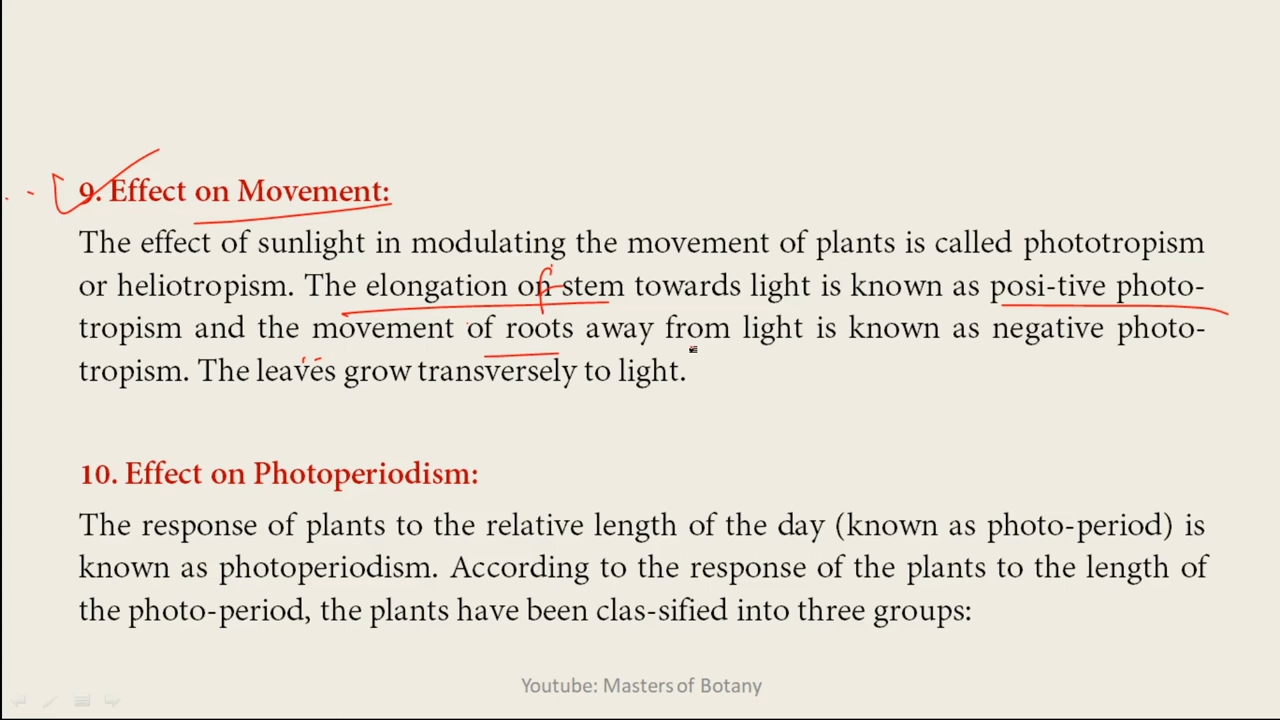 9. Effect on Movement:
The effect of sunlight in modulating the movement of plants is called phototropism
or heliotropism. The elongation of stem towards light is known as posi-tive photo-
tropism and the movement of roots away from light is known as negative photo-
tropism. The leaves grow transversely to light.
10. Effect on Photoperiodism:
The response of plants to the relative length of the day (known as photo-period) is
known as photoperiodism. According to the response of the plants to the length of
the photo-period, the plants have been clas-sified into three groups:
Youtube: Masters of Botany